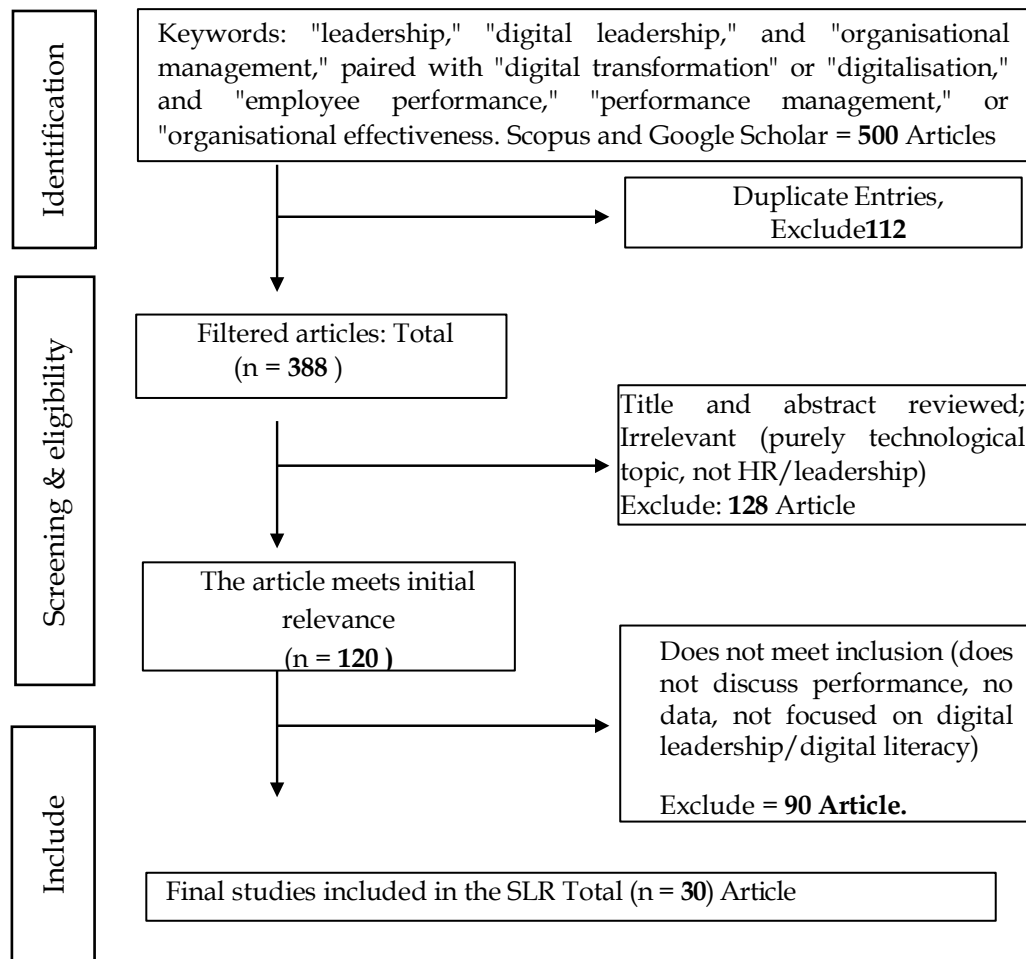 Identification
Keywords: "leadership," "digital leadership," and "organisational
management," paired with "digital transformation" or "digitalisation,"
and "employee performance," "performance management," or
"organisational effectiveness. Scopus and Google Scholar = 500 Articles
Duplicate Entries,
Exclude112
Screening & eligibility
Filtered articles: Total
(n = 388 )
Title and abstract reviewed;
Irrelevant (purely technological
topic, not HR/leadership)
Exclude: 128 Article
The article meets initial
relevance
(n = 120 )
Does not meet inclusion (does
not discuss performance, no
data, not focused on digital
leadership/digital literacy)
Exclude = 90 Article.
Include
Final studies included in the SLR Total (n = 30) Article